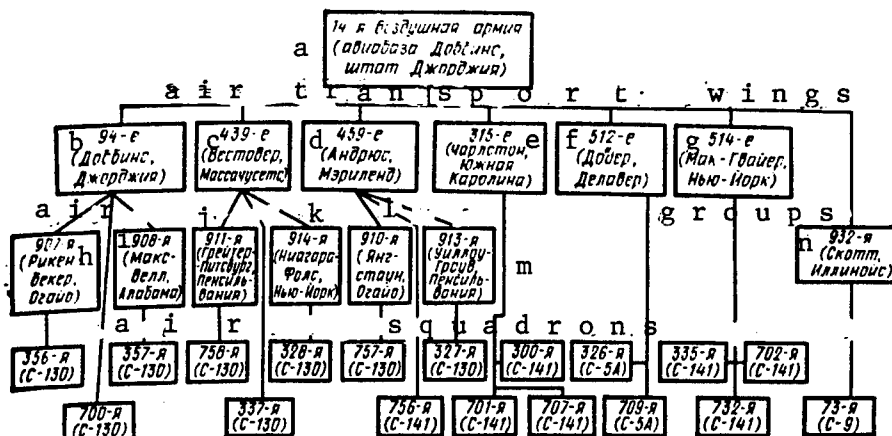 a
14-я воздушная армия
(авиабаза Доббинс,
штат Джорджия)
air transport wings
b
94-е
(Доббинс,
Джорджия)
c
439-е
(Вестовер,
Массачусетс)
d
459-е
(Андрюс,
Мэриленд)
e
315-е
(Чарлстон,
Южная
Каролина)
f
512-е
(Довер,
Делавер)
g
514-е
(Мак-Гвайер,
Нью-Йорк)
air groups
h
907-я
(Рикен
Бекер,
Огайо)
i
908-я
(Макс-
Велл,
Алабама)
j
911-я
(Грейтер-
Питсбург,
Пенсиль-
вания)
k
914-я
(Ниагара-
Фолс,
Нью-Йорк)
l
910-я
(Янг-
стаун,
Огайо)
913-я
(Уиллоу-
Гроув,
Пенсиль-
вания)
m
n
932-я
(Скотт,
Иллинойс)
air squadrons
356-я
(C-130)
357-я
(C-130)
758-я
(C-130)
328-я
(C-130)
757-я
(C-130)
327-я
(C-130)
300-я
(C-141)
326-я
(C-5A)
335-я
(C-141)
702-я
(C-141)
700-я
(C-130)
337-я
(C-130)
756-я
(C-141)
701-я
(C-141)
707-я
(C-141)
709-я
(C-5A)
732-я
(C-141)
73-я
(C-9)